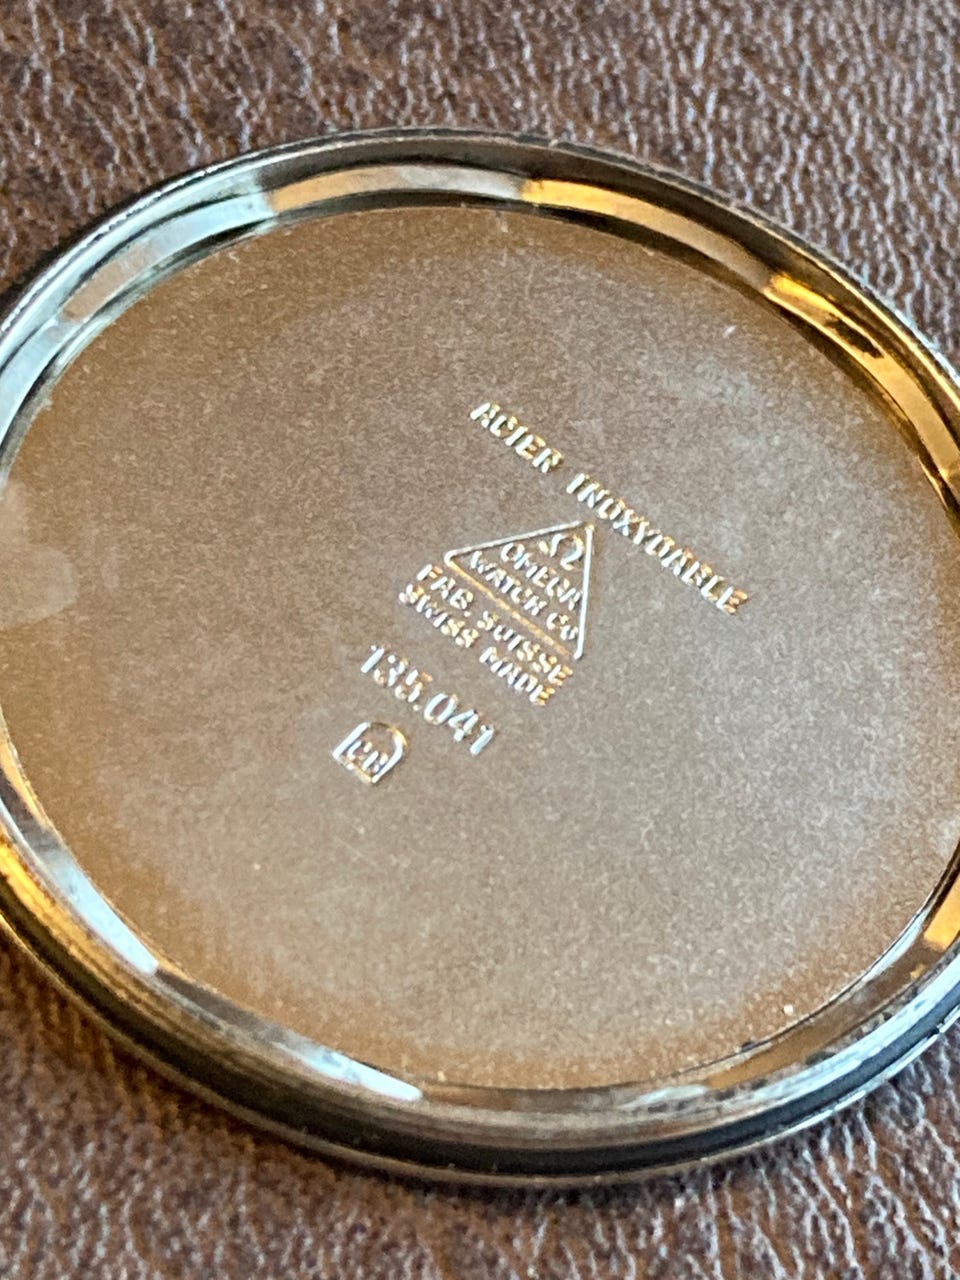 ACIER INOXYDABLE
Ω
OMEGA
WATCH Co
FAB. SUISSE
SWISS MADE
135.041